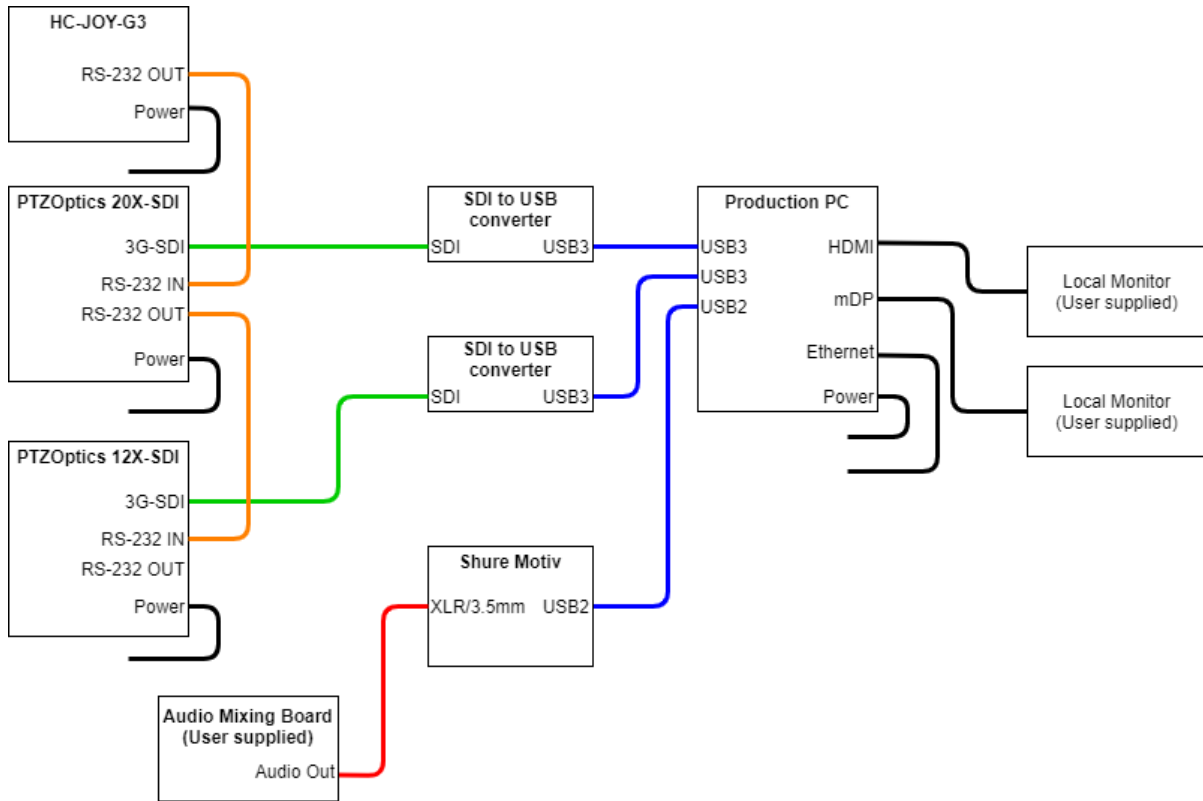 HC-JOY-G3
RS-232 OUT
Power
PTZOptics 20X-SDI
3G-SDI
RS-232 IN
RS-232 OUT
Power
PTZOptics 12X-SDI
3G-SDI
RS-232 IN
RS-232 OUT
Power
Audio Mixing Board
(User supplied)
Audio Out
SDI to USB
converter
SDI
USB3
SDI to USB
converter
SDI
USB3
Shure Motiv
XLR/3.5mm
USB2
Production PC
USB3
USB3
USB2
HDMI
mDP
Ethernet
Power
Local Monitor
(User supplied)
Local Monitor
(User supplied)